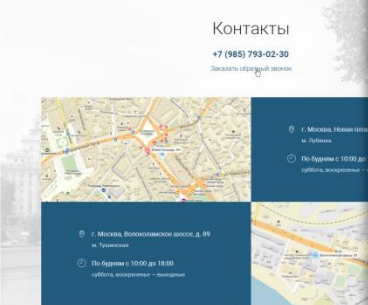 Контакты
+7 (985) 793-02-30
Заказать обратный звонок
г. Москва, Новая
м. Лубянка
По будням с 10:00 до
суббота, воскресенье —
г. Москва, Волоколамское шоссе, д. 89
м. Тушинская
По будням с 10:00 до 18:00
суббота, воскресенье — выходные